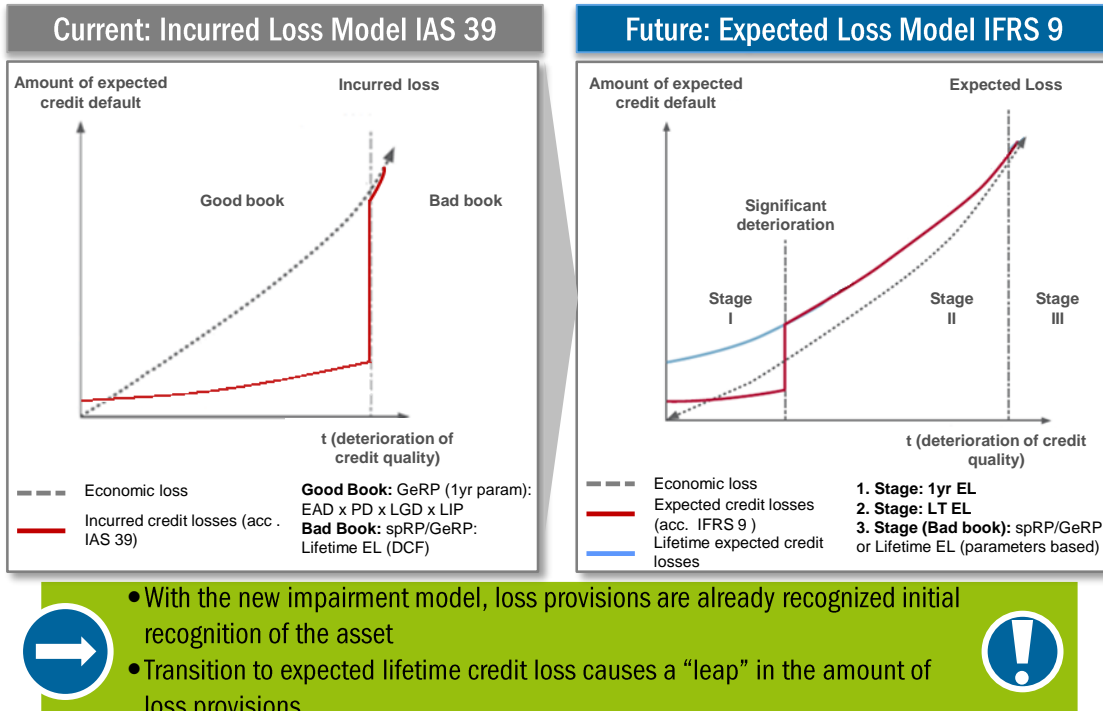 Current: Incurred Loss Model IAS 39
Amount of expected
credit default
Incurred loss
Good book
Bad book
t (deterioration of
credit quality)
Economic loss
Incurred credit losses (acc .
IAS 39)
Good Book: GeRP (1yr param):
EAD x PD x LGD x LIP
Bad Book: spRP/GeRP:
Lifetime EL (DCF)
Future: Expected Loss Model IFRS 9
Amount of expected
credit default
Expected Loss
Significant
deterioration
Stage
I
Stage
II
Stage
III
t (deterioration of credit
quality)
Economic loss
Expected credit losses
(acc. IFRS 9 )
Lifetime expected credit
losses
1. Stage: 1yr EL
2. Stage: LT EL
3. Stage (Bad book): spRP/GeRP
or Lifetime EL (parameters based)
•With the new impairment model, loss provisions are already recognized initial
recognition of the asset
•Transition to expected lifetime credit loss causes a “leap” in the amount of
loss provisions